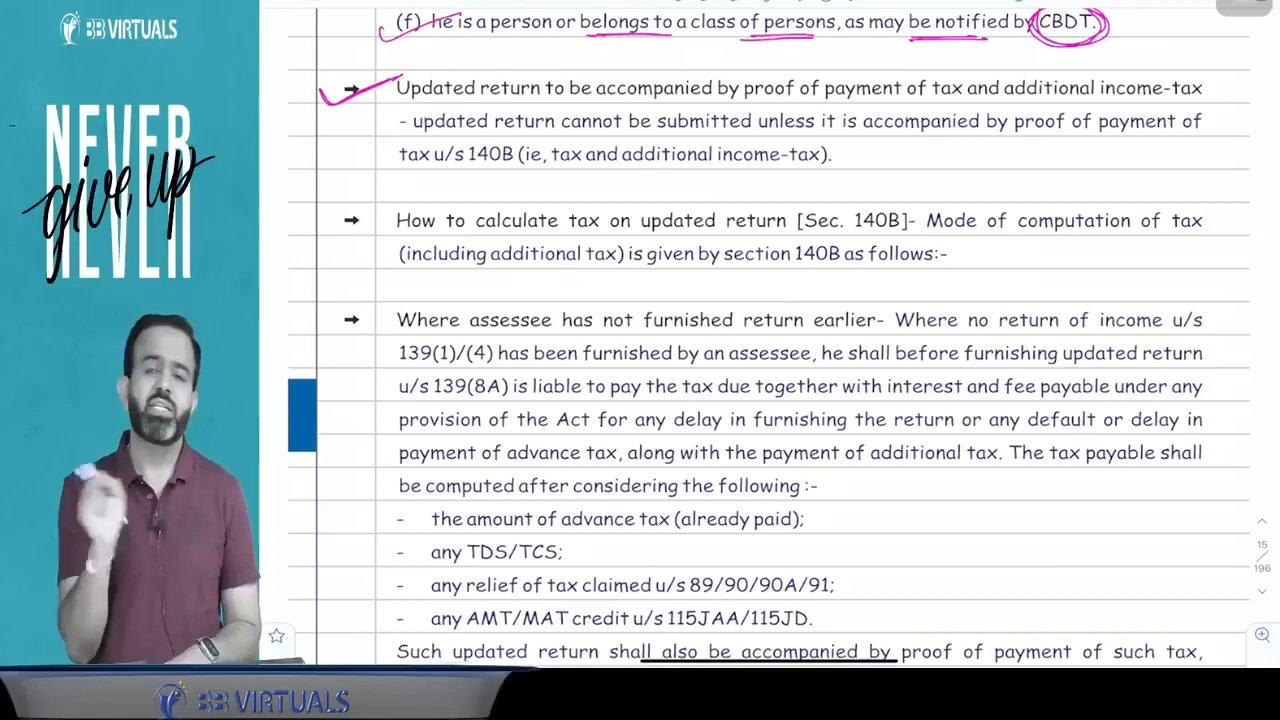 BB VIRTUALS
NEVER
give up
NEVER
(f) he is a person or belongs to a class of persons, as may be notified by CBDT.
→ Updated return to be accompanied by proof of payment of tax and additional income-tax
- updated return cannot be submitted unless it is accompanied by proof of payment of
tax u/s 140B (ie, tax and additional income-tax).
→ How to calculate tax on updated return [Sec. 140B]- Mode of computation of tax
(including additional tax) is given by section 140B as follows:-
→ Where assessee has not furnished return earlier- Where no return of income u/s
139(1)/(4) has been furnished by an assessee, he shall before furnishing updated return
u/s 139(8A) is liable to pay the tax due together with interest and fee payable under any
provision of the Act for any delay in furnishing the return or any default or delay in
payment of advance tax, along with the payment of additional tax. The tax payable shall
be computed after considering the following :-
- the amount of advance tax (already paid);
- any TDS/TCS;
- any relief of tax claimed u/s 89/90/90A/91;
- any AMT/MAT credit u/s 115JAA/115JD.
Such updated return shall also be accompanied by proof of payment of such tax,
15
/
196
BB VIRTUALS